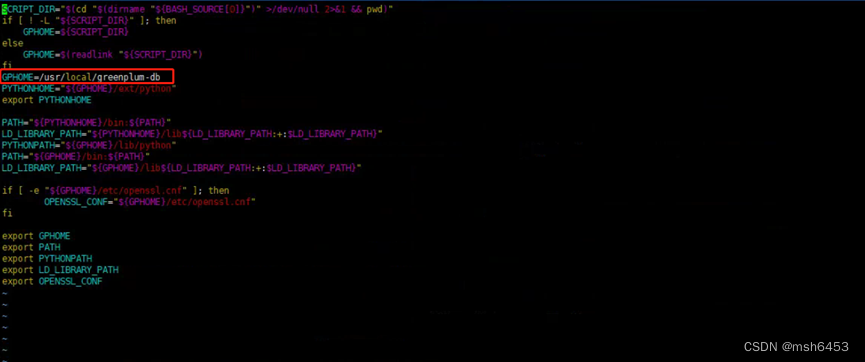 SCRIPT_DIR="$(cd "$(dirname "${BASH_SOURCE[0]}")" >/dev/null 2>&1 && pwd)"
if [ ! -L "${SCRIPT_DIR}" ]; then
    GPHOME=${SCRIPT_DIR}
else
    GPHOME=$(readlink "${SCRIPT_DIR}")
fi
GPHOME=/usr/local/greenplum-db
PYTHONHOME="${GPHOME}/ext/python"
export PYTHONHOME

PATH="${PYTHONHOME}/bin:${PATH}"
LD_LIBRARY_PATH="${PYTHONHOME}/lib${LD_LIBRARY_PATH:+:$LD_LIBRARY_PATH}"
PYTHONPATH="${GPHOME}/lib/python"
PATH="${GPHOME}/bin:${PATH}"
LD_LIBRARY_PATH="${GPHOME}/lib${LD_LIBRARY_PATH:+:$LD_LIBRARY_PATH}"

if [ -e "${GPHOME}/etc/openssl.cnf" ]; then
        OPENSSL_CONF="${GPHOME}/etc/openssl.cnf"
fi

export GPHOME
export PATH
export PYTHONPATH
export LD_LIBRARY_PATH
export OPENSSL_CONF
~
~
~
~
~
~
~
CSDN @msh6453